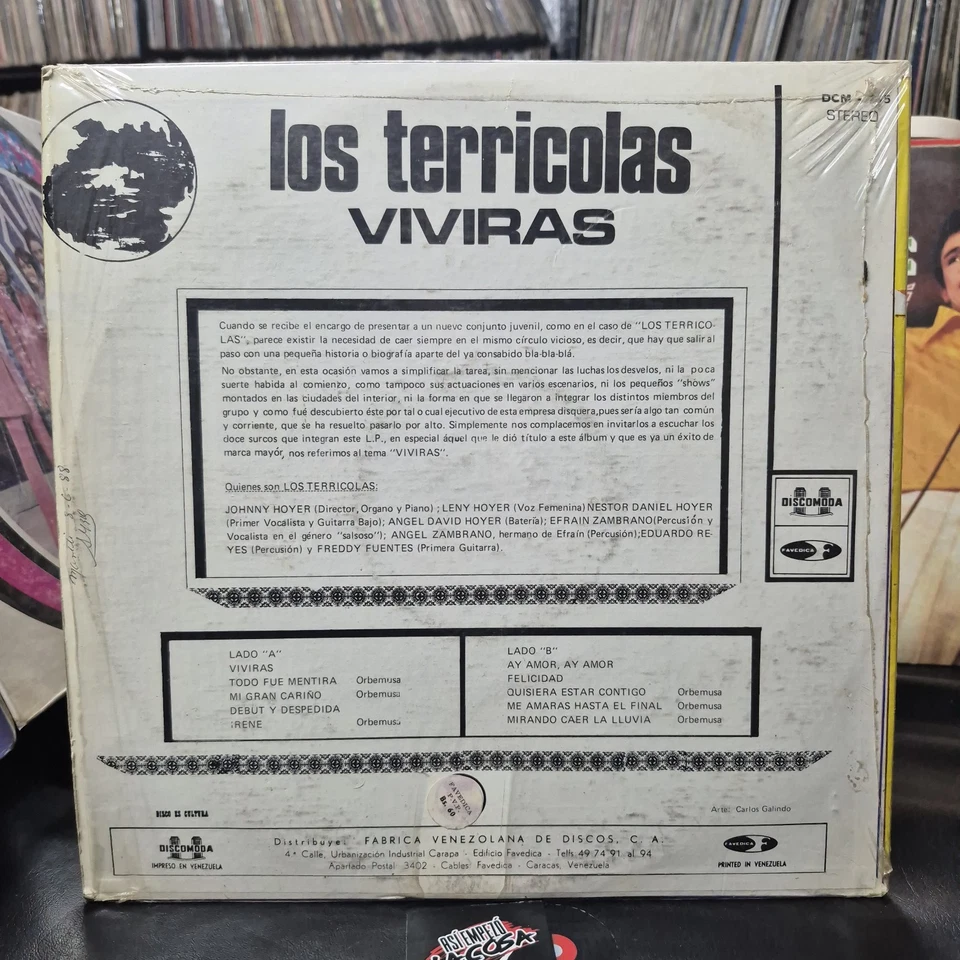 DCM
STEREO
los terricolas
VIVIRAS
Cuando se recibe el encargo de presentar a un nuevo conjunto juvenil, como en el caso de "LOS TERRICO-
LAS", parece existir la necesidad de caer siempre en el mismo círculo vicioso, es decir, que hay que salir al
paso con una pequeña historia o biografía aparte del ya consabido bla-bla-blá.
No obstante, en esta ocasión vamos a simplificar la tarea, sin mencionar las luchas los desvelos, ni la poca
suerte habida al comienzo, como tampoco sus actuaciones en varios escenarios, ni los pequeños "shows"
montados en las ciudades del interior, ni la forma en que se llegaron a integrar los distintos miembros del
grupo y como fué descubierto éste por tal o cual ejecutivo de esta empresa disquera, pues sería algo tan común
y corriente, que se ha resuelto pasarlo por alto. Simplemente nos complacemos en invitarlos a escuchar los
doce surcos que integran este L.P., en especial áquel que le dió título a este álbum y que es ya un éxito de
marca mayór, nos referimos al tema "VIVIRAS".
Quienes son LOS TERRICOLAS:
JOHNNY HOYER (Director, Organo y Piano) ; LENY HOYER (Voz Femenina) NESTOR DANIEL HOYER
(Primer Vocalista y Guitarra Bajo); ANGEL DAVID HOYER (Batería); EFRAIN ZAMBRANO(Percusión y
Vocalista en el género "salsoso"); ANGEL ZAMBRANO, hermano de Efraín (Percusión);EDUARDO RE-
YES (Percusión) y FREDDY FUENTES (Primera Guitarra).
DISCOMODA
FAVEDICA
LADO "A"
VIVIRAS
TODO FUE MENTIRA Orbemusa
MI GRAN CARIÑO Orbemusa
DEBUT Y DESPEDIDA
IRENE Orbemusa
LADO "B"
AY AMOR, AY AMOR
FELICIDAD
QUISIERA ESTAR CONTIGO Orbemusa
ME AMARAS HASTA EL FINAL Orbemusa
MIRANDO CAER LA LLUVIA Orbemusa
FAVEDICA
P.V.P.
Bs. 60
DISCO ES CULTURA
Arte: Carlos Galindo
DISCOMODA
IMPRESO EN VENEZUELA
Distribuye: FABRICA VENEZOLANA DE DISCOS, C. A.
4ª Calle, Urbanización Industrial Carapa - Edificio Favedica - Telfs. 49 74 91 al 94
Apartado Postal 3402 - Cables Favedica - Caracas, Venezuela
FAVEDICA
PRINTED IN VENEZUELA
ASÍ EMPEZÓ
LA COSA